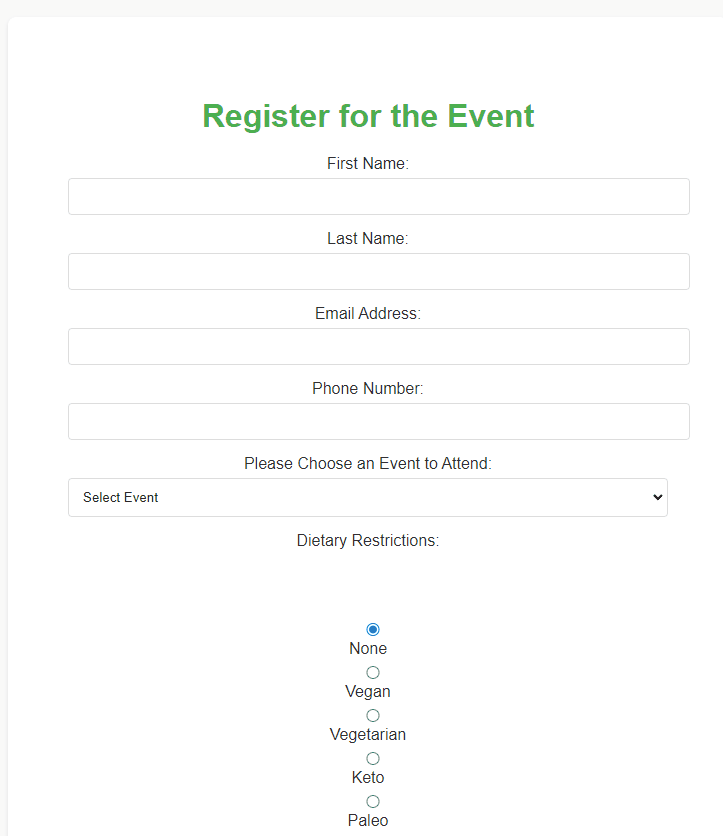 Register for the Event
First Name:
Last Name:
Email Address:
Phone Number:
Please Choose an Event to Attend:
Select Event
Dietary Restrictions:
None
Vegan
Vegetarian
Keto
Paleo